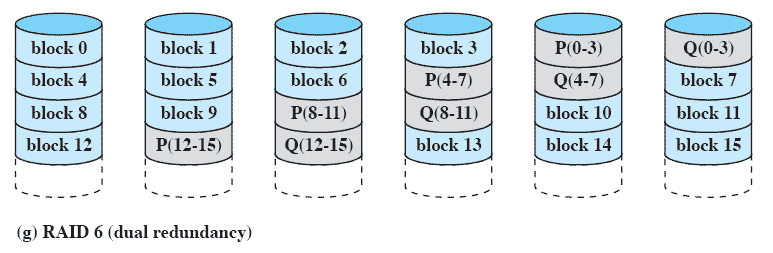 block 0 block 1 block 2 block 3 P(0-3) Q(0-3)
block 4 block 5 block 6 P(4-7) Q(4-7) block 7
block 8 block 9 P(8-11) Q(8-11) block 10 block 11
block 12 P(12-15) Q(12-15) block 13 block 14 block 15
(g) RAID 6 (dual redundancy)